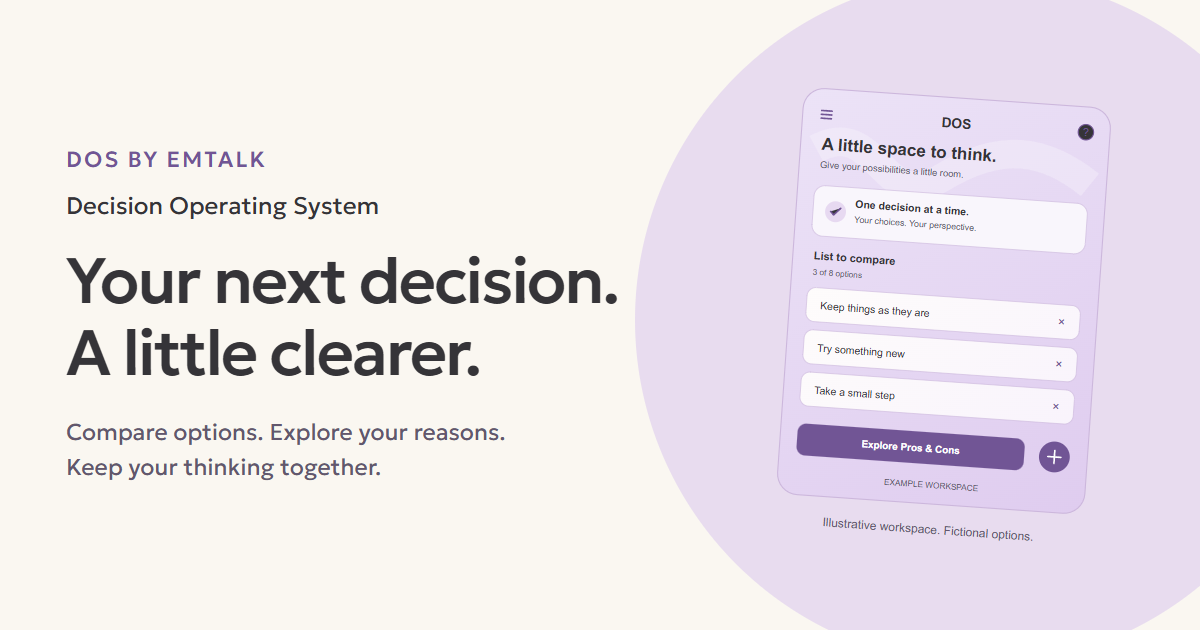 DOS BY EMTALK
Decision Operating System
Your next decision.
A little clearer.
Compare options. Explore your reasons.
Keep your thinking together.
DOS
?
A little space to think.
Give your possibilities a little room.
One decision at a time.
Your choices. Your perspective.
List to compare
3 of 8 options
Keep things as they are
×
Try something new
×
Take a small step
×
Explore Pros & Cons
+
EXAMPLE WORKSPACE
Illustrative workspace. Fictional options.